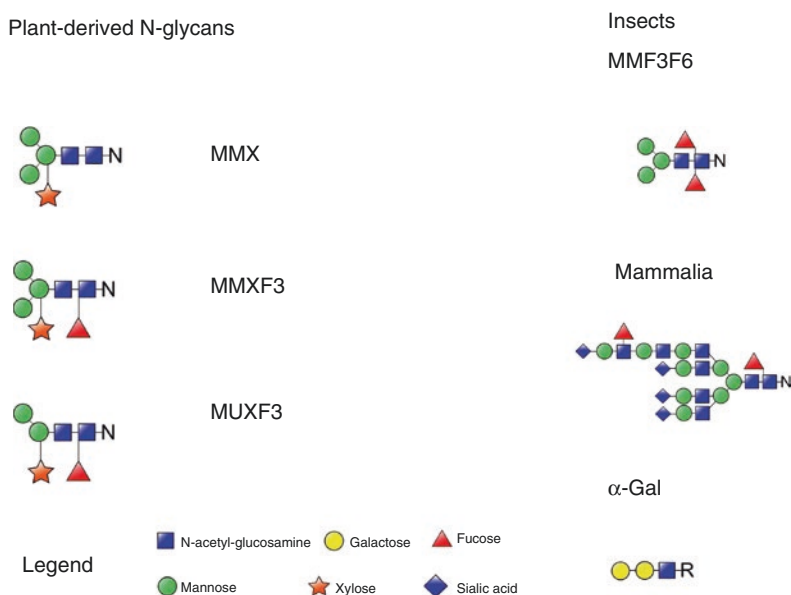 Plant-derived N-glycans
N
MMX
N
MMXF3
N
MUXF3
Insects
MMF3F6
N
Mammalia
N
α-Gal
R
Legend
N-acetyl-glucosamine
Galactose
Fucose
Mannose
Xylose
Sialic acid